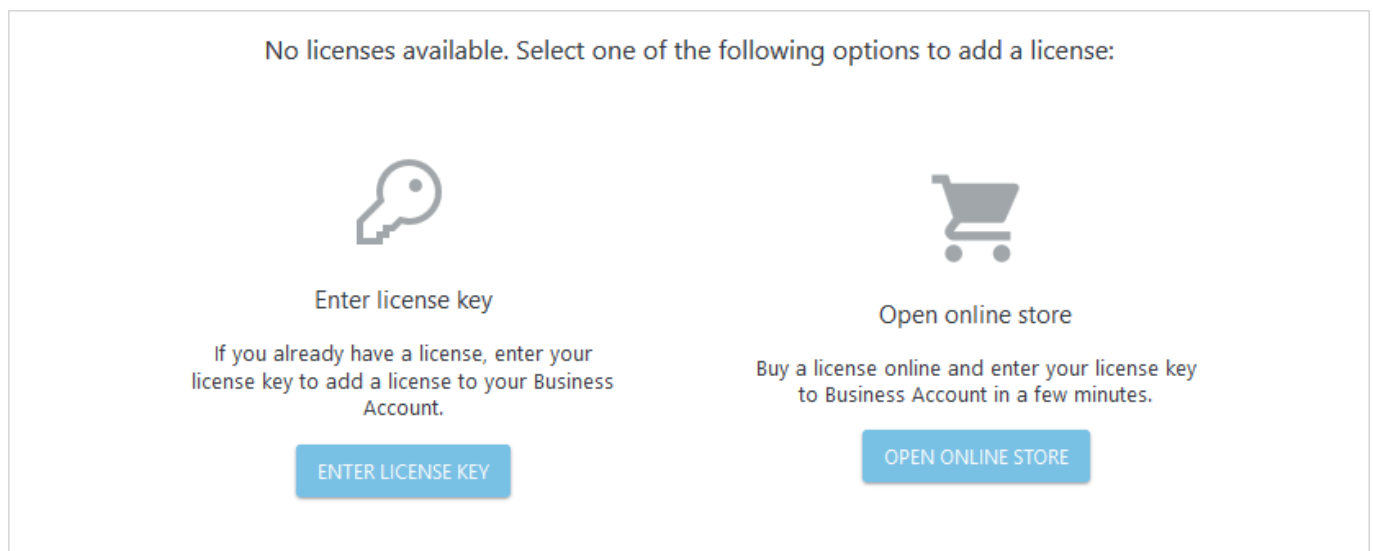 No licenses available. Select one of the following options to add a license:
Enter license key
If you already have a license, enter your
license key to add a license to your Business
Account.
ENTER LICENSE KEY
Open online store
Buy a license online and enter your license key
to Business Account in a few minutes.
OPEN ONLINE STORE